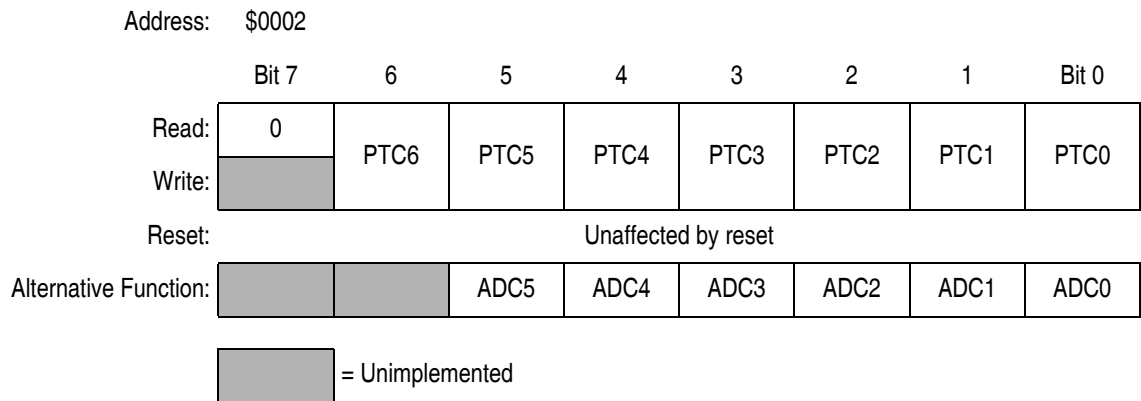 Address: $0002
Bit 7 6 5 4 3 2 1 Bit 0
Read: 0 PTC6 PTC5 PTC4 PTC3 PTC2 PTC1 PTC0
Write:
Reset: Unaffected by reset
Alternative Function: ADC5 ADC4 ADC3 ADC2 ADC1 ADC0
= Unimplemented